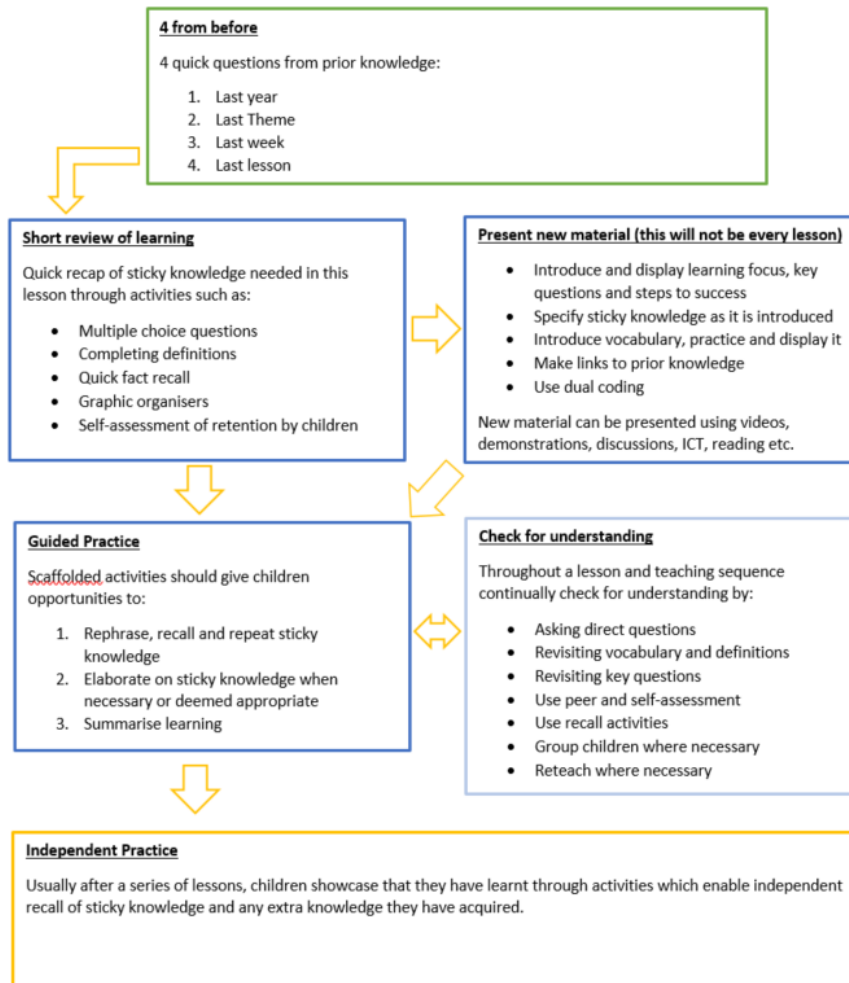 4 from before
4 quick questions from prior knowledge:
1. Last year
2. Last Theme
3. Last week
4. Last lesson
Short review of learning
Quick recap of sticky knowledge needed in this
lesson through activities such as:
• Multiple choice questions
• Completing definitions
• Quick fact recall
• Graphic organisers
• Self-assessment of retention by children
Present new material (this will not be every lesson)
• Introduce and display learning focus, key
questions and steps to success
• Specify sticky knowledge as it is introduced
• Introduce vocabulary, practice and display it
• Make links to prior knowledge
• Use dual coding
New material can be presented using videos,
demonstrations, discussions, ICT, reading etc.
Guided Practice
Scaffolded activities should give children
opportunities to:
1. Rephrase, recall and repeat sticky
knowledge
2. Elaborate on sticky knowledge when
necessary or deemed appropriate
3. Summarise learning
Check for understanding
Throughout a lesson and teaching sequence
continually check for understanding by:
• Asking direct questions
• Revisiting vocabulary and definitions
• Revisiting key questions
• Use peer and self-assessment
• Use recall activities
• Group children where necessary
• Reteach where necessary
Independent Practice
Usually after a series of lessons, children showcase that they have learnt through activities which enable independent
recall of sticky knowledge and any extra knowledge they have acquired.